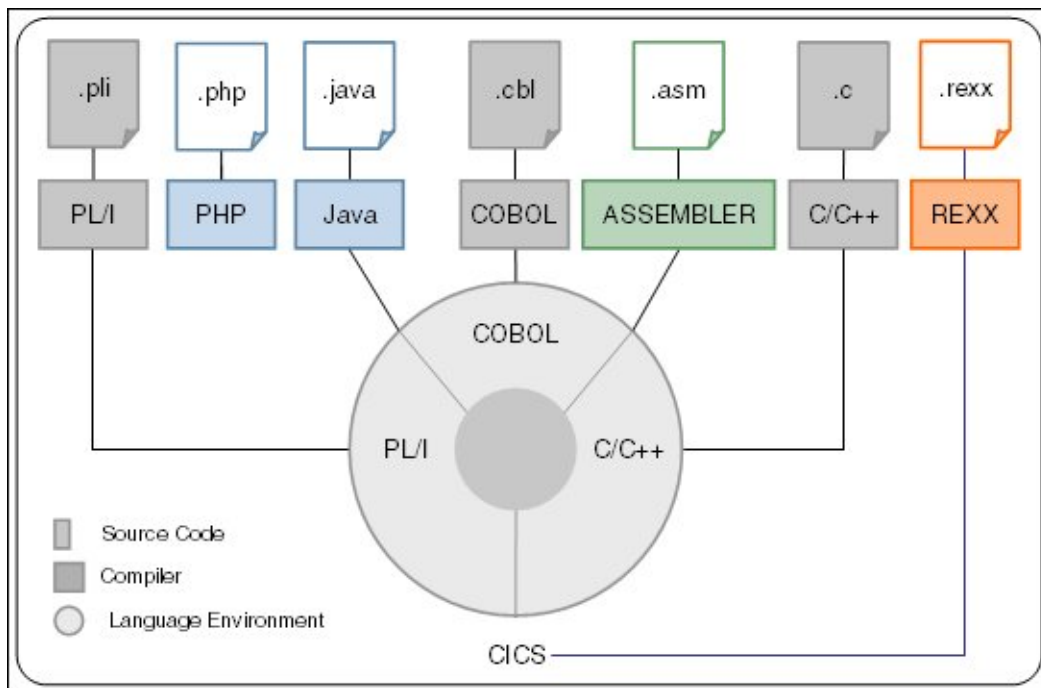 .pli .php .java .cbl .asm .c .rexx
PL/I PHP Java COBOL ASSEMBLER C/C++ REXX
COBOL
PL/I C/C++
Source Code
Compiler
Language Environment
CICS